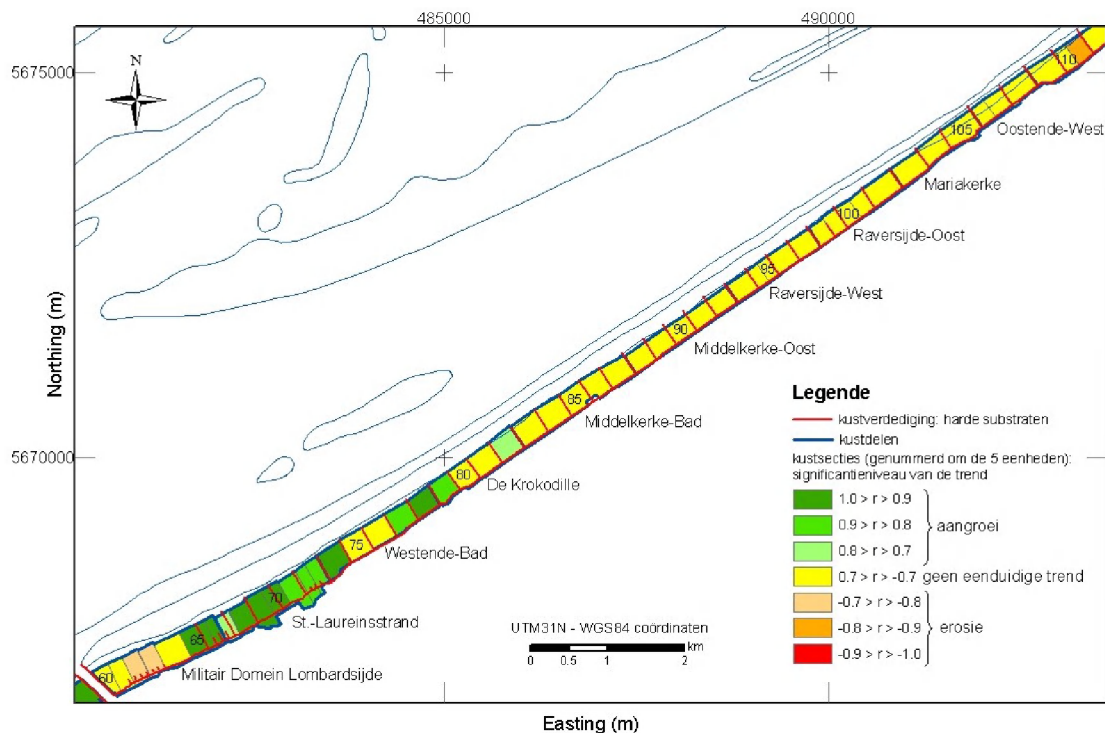 485000
490000
5675000
N
110
105
Oostende-West
Mariakerke
100
Raversijde-Oost
95
Raversijde-West
90
Middelkerke-Oost
85
Middelkerke-Bad
5670000
80
De Krokodille
75
Westende-Bad
70
St.-Laureinsstrand
65
Militair Domein Lombardsijde
60
Northing (m)
Easting (m)
UTM31N - WGS84 coördinaten
km
0 0.5 1 2
Legende
kustverdediging: harde substraten
kustdelen
kustsecties (genummerd om de 5 eenheden):
significantieniveau van de trend
1.0 > r > 0.9
0.9 > r > 0.8
aangroei
0.8 > r > 0.7
0.7 > r > -0.7 geen eenduidige trend
-0.7 > r > -0.8
-0.8 > r > -0.9
erosie
-0.9 > r > -1.0